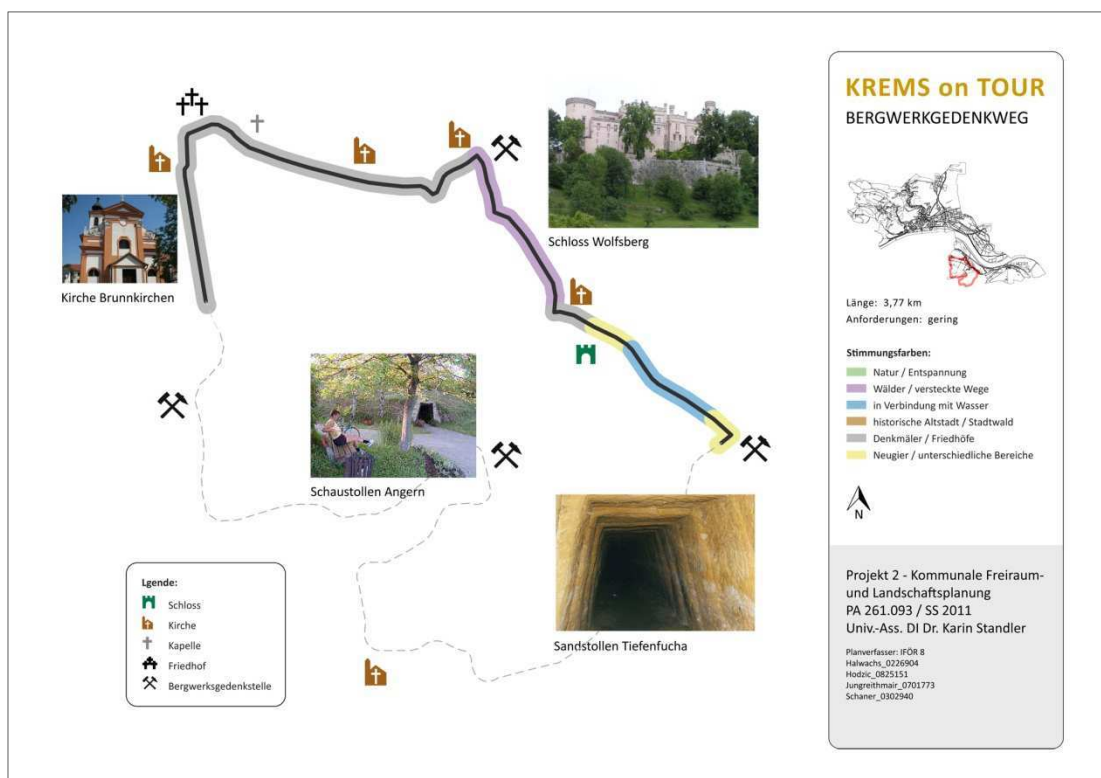 KREMS on TOUR
BERGWERKGEDENKWEG
Schloss Wolfsberg
Kirche Brunnkirchen
Schaustollen Angern
Sandstollen Tiefenfucha
Länge: 3,77 km
Anforderungen: gering
Stimmungsfarben:
Natur / Entspannung
Wälder / versteckte Wege
in Verbindung mit Wasser
historische Altstadt / Stadtwald
Denkmäler / Friedhöfe
Neugier / unterschiedliche Bereiche
N
Lgende:
Schloss
Kirche
Kapelle
Friedhof
Bergwerksgedenkstelle
Projekt 2 - Kommunale Freiraum-
und Landschaftsplanung
PA 261.093 / SS 2011
Univ.-Ass. DI Dr. Karin Standler
Planverfasser: IFÖR 8
Halwachs_0226904
Hodzic_0825151
Jungreithmair_0701773
Schaner_0302940